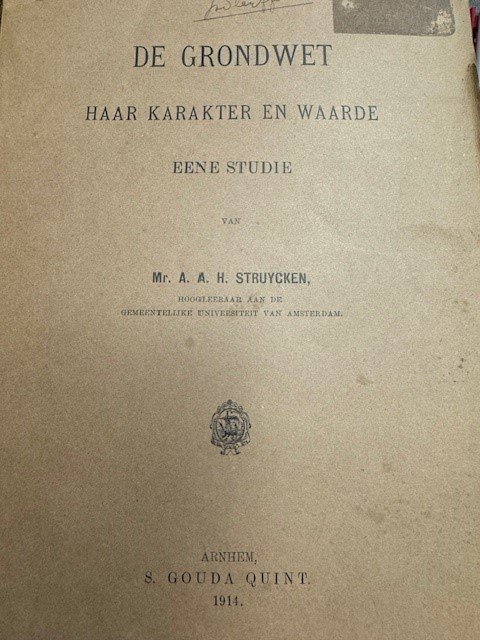 DE GRONDWET
HAAR KARAKTER EN WAARDE
EENE STUDIE
VAN
Mr. A. A. H. STRUYCKEN,
HOOGLEERAAR AAN DE
GEMEENTELIJKE UNIVERSITEIT VAN AMSTERDAM.
ARNHEM,
S. GOUDA QUINT.
1914.